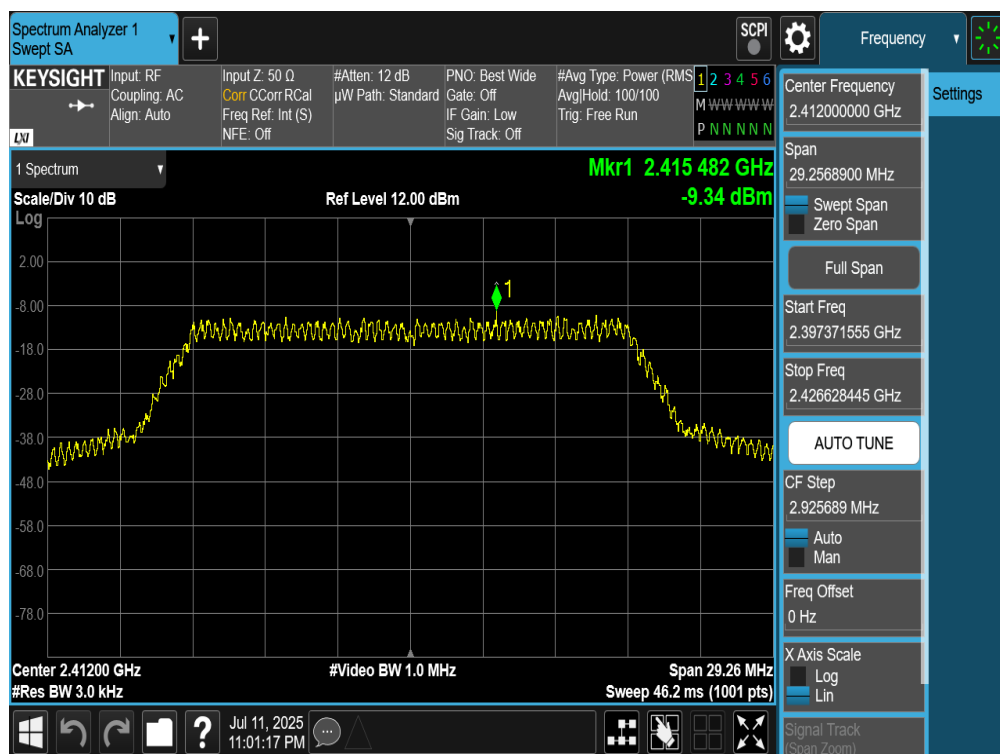 Spectrum Analyzer 1
Swept SA
+
SCPI
Frequency
KEYSIGHT
LXI
Input: RF
Coupling: AC
Align: Auto
Input Z: 50 Ω
Corr CCorr RCal
Freq Ref: Int (S)
NFE: Off
#Atten: 12 dB
µW Path: Standard
PNO: Best Wide
Gate: Off
IF Gain: Low
Sig Track: Off
#Avg Type: Power (RMS
Avg|Hold: 100/100
Trig: Free Run
1 2 3 4 5 6
M W W W W W W
P N N N N N
1 Spectrum
Mkr1 2.415 482 GHz
Scale/Div 10 dB
Ref Level 12.00 dBm
-9.34 dBm
Log
2.00
-8.00
-18.0
-28.0
-38.0
-48.0
-58.0
-68.0
-78.0
1
Center 2.41200 GHz
#Video BW 1.0 MHz
Span 29.26 MHz
#Res BW 3.0 kHz
Sweep 46.2 ms (1001 pts)
?
Jul 11, 2025
11:01:17 PM
Center Frequency
2.412000000 GHz
Span
29.2568900 MHz
Swept Span
Zero Span
Full Span
Start Freq
2.397371555 GHz
Stop Freq
2.426628445 GHz
AUTO TUNE
CF Step
2.925689 MHz
Auto
Man
Freq Offset
0 Hz
X Axis Scale
Log
Lin
Signal Track
(Span Zoom)
Settings